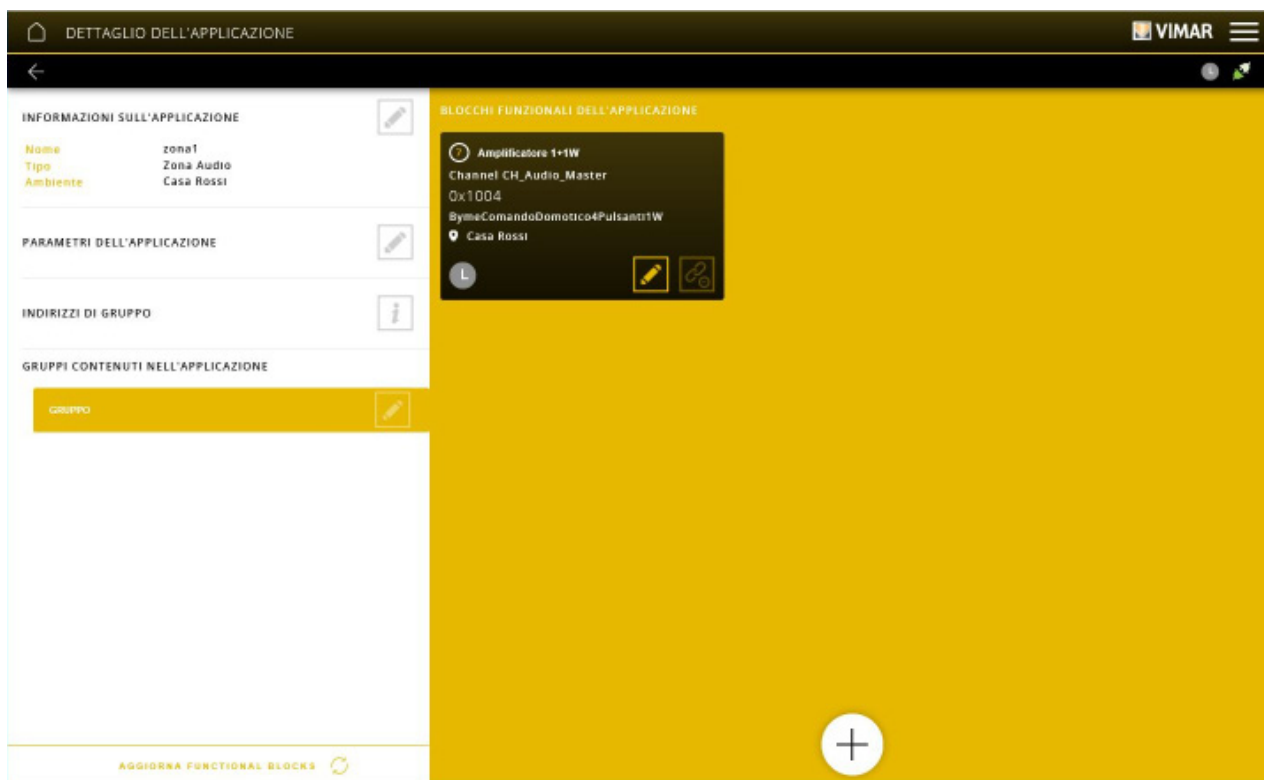 DETTAGLIO DELL'APPLICAZIONE
VIMAR
INFORMAZIONI SULL'APPLICAZIONE
Nome zona1
Tipo Zona Audio
Ambiente Casa Rossi
PARAMETRI DELL'APPLICAZIONE
INDIRIZZI DI GRUPPO
i
GRUPPI CONTENUTI NELL'APPLICAZIONE
GRUPPO
AGGIORNA FUNCTIONAL BLOCKS
BLOCCHI FUNZIONALI DELL'APPLICAZIONE
? Amplificatore 1+1W
Channel CH_Audio_Master
0x1004
BymeComandoDomotico4Pulsanti1W
Casa Rossi
L